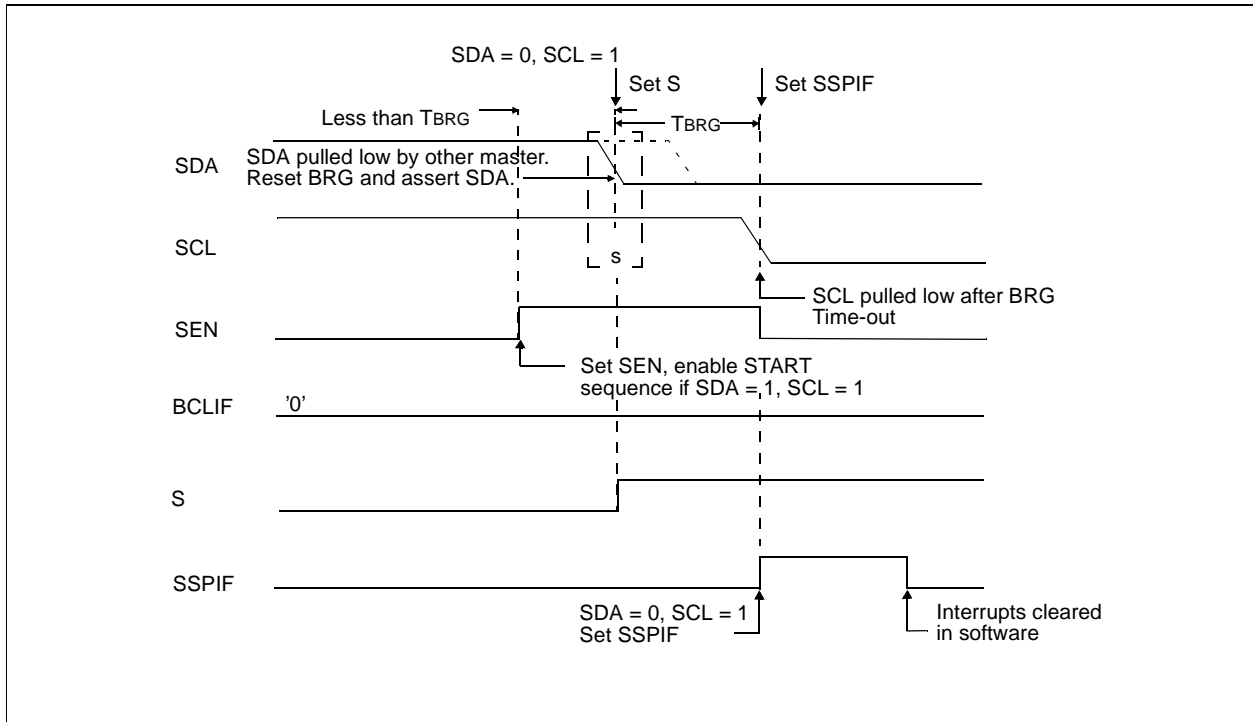 SDA = 0, SCL = 1
Set S
Set SSPIF
Less than TBRG
TBRG
SDA
SDA pulled low by other master.
Reset BRG and assert SDA.
SCL
s
SCL pulled low after BRG
Time-out
SEN
Set SEN, enable START
sequence if SDA = 1, SCL = 1
BCLIF
'0'
S
SSPIF
SDA = 0, SCL = 1
Set SSPIF
Interrupts cleared
in software